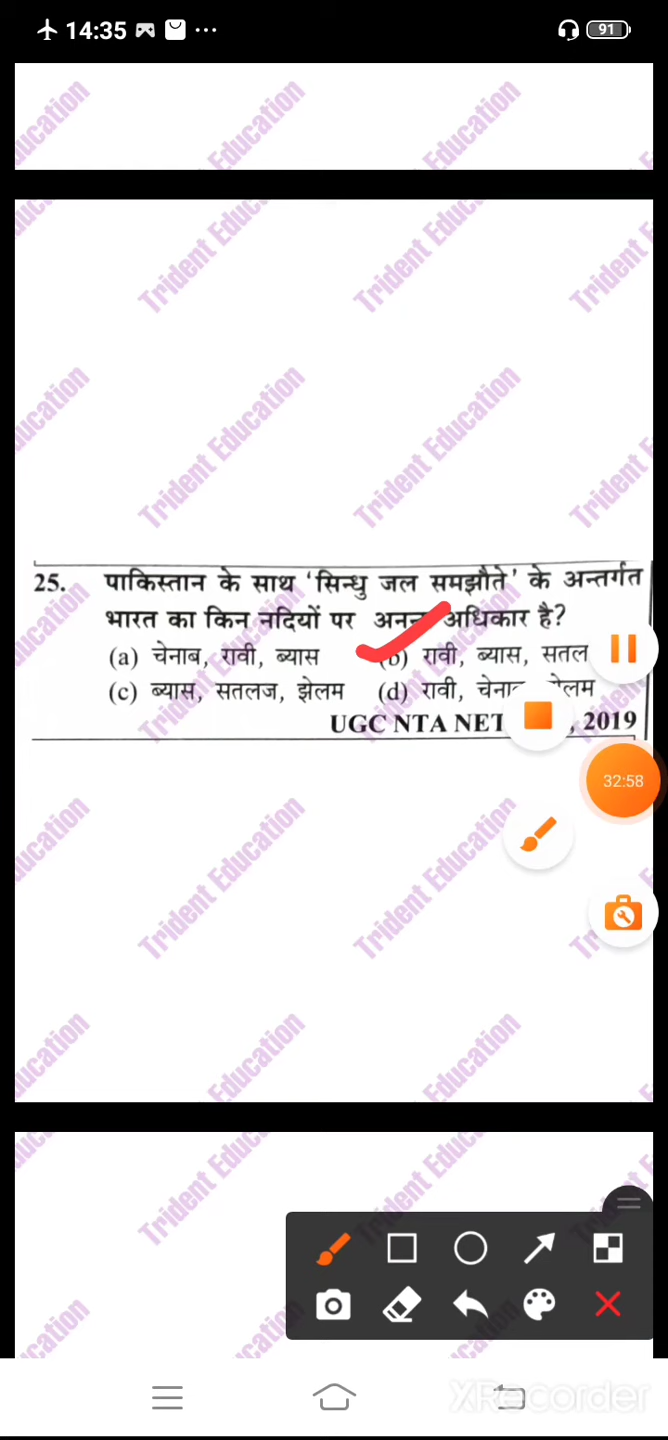 14:35
91
Trident Education
25. पाकिस्तान के साथ 'सिन्धु जल समझौते' के अन्तर्गत
भारत का किन नदियों पर अधिकार है?
(a) चेनाब, रावी, ब्यास (b) रावी, ब्यास, सतल
(c) ब्यास, सतलज, झेलम (d) रावी,
UGC NTA NET 2019
32:58
XRecorder